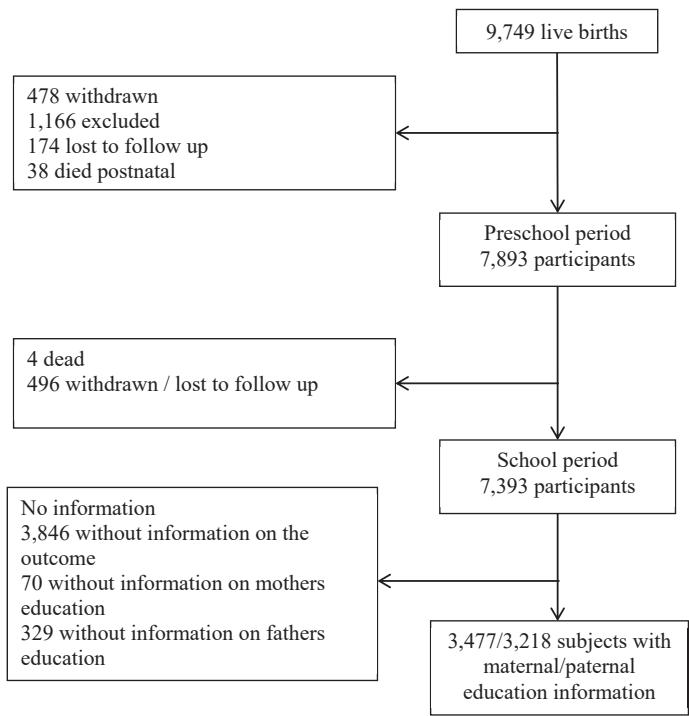 9,749 live births
478 withdrawn
1,166 excluded
174 lost to follow up
38 died postnatal
Preschool period
7,893 participants
4 dead
496 withdrawn / lost to follow up
School period
7,393 participants
No information
3,846 without information on the
outcome
70 without information on mothers
education
329 without information on fathers
education
3,477/3,218 subjects with
maternal/paternal
education information